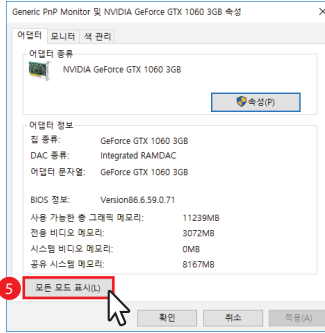 Generic PnP Monitor 및 NVIDIA GeForce GTX 1060 3GB 속성
어댑터 모니터 색 관리
어댑터 종류
NVIDIA GeForce GTX 1060 3GB
속성(P)
어댑터 정보
칩 종류: GeForce GTX 1060 3GB
DAC 종류: Integrated RAMDAC
어댑터 문자열: GeForce GTX 1060 3GB
BIOS 정보: Version86.6.59.0.71
사용 가능한 총 그래픽 메모리: 11239MB
전용 비디오 메모리: 3072MB
시스템 비디오 메모리: 0MB
공유 시스템 메모리: 8167MB
5 모든 모드 표시(L)
확인 취소 적용(A)